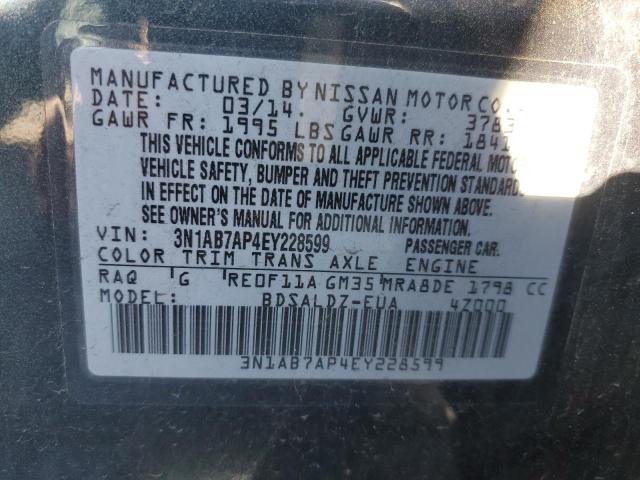 MANUFACTURED BY NISSAN MOTOR CO.
DATE: 03/14. GVWR: 3783
GAWR FR: 1995 LBS GAWR RR: 1841
THIS VEHICLE CONFORMS TO ALL APPLICABLE FEDERAL MOTOR
VEHICLE SAFETY, BUMPER AND THEFT PREVENTION STANDARDS
IN EFFECT ON THE DATE OF MANUFACTURE SHOWN ABOVE.
SEE OWNER'S MANUAL FOR ADDITIONAL INFORMATION.
VIN: 3N1AB7AP4EY228599 PASSENGER CAR.
COLOR TRIM TRANS AXLE ENGINE
RAQ G RE0F11A GM35 MRA8DE 1798 CC
MODEL: BDSALDZ-EUA 4Z000
3N1AB7AP4EY228599